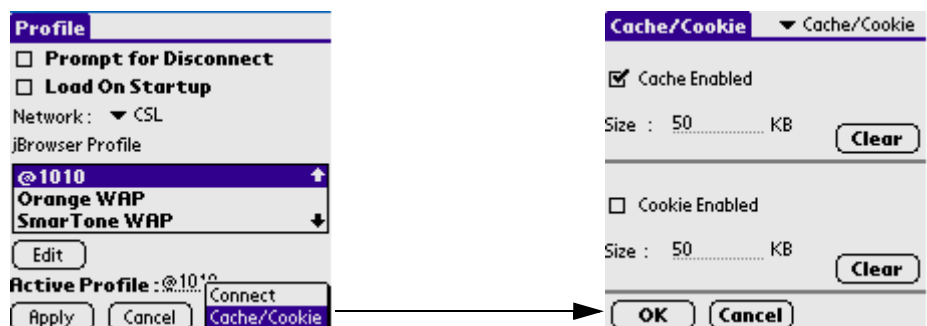 Profile
Prompt for Disconnect
Load On Startup
Network : CSL
jBrowser Profile
@1010
Orange WAP
SmarTone WAP
Edit
Active Profile : @1010
Connect
Apply Cancel Cache/Cookie
Cache/Cookie Cache/Cookie
Cache Enabled
Size : 50 KB
Clear
Cookie Enabled
Size : 50 KB
Clear
OK Cancel